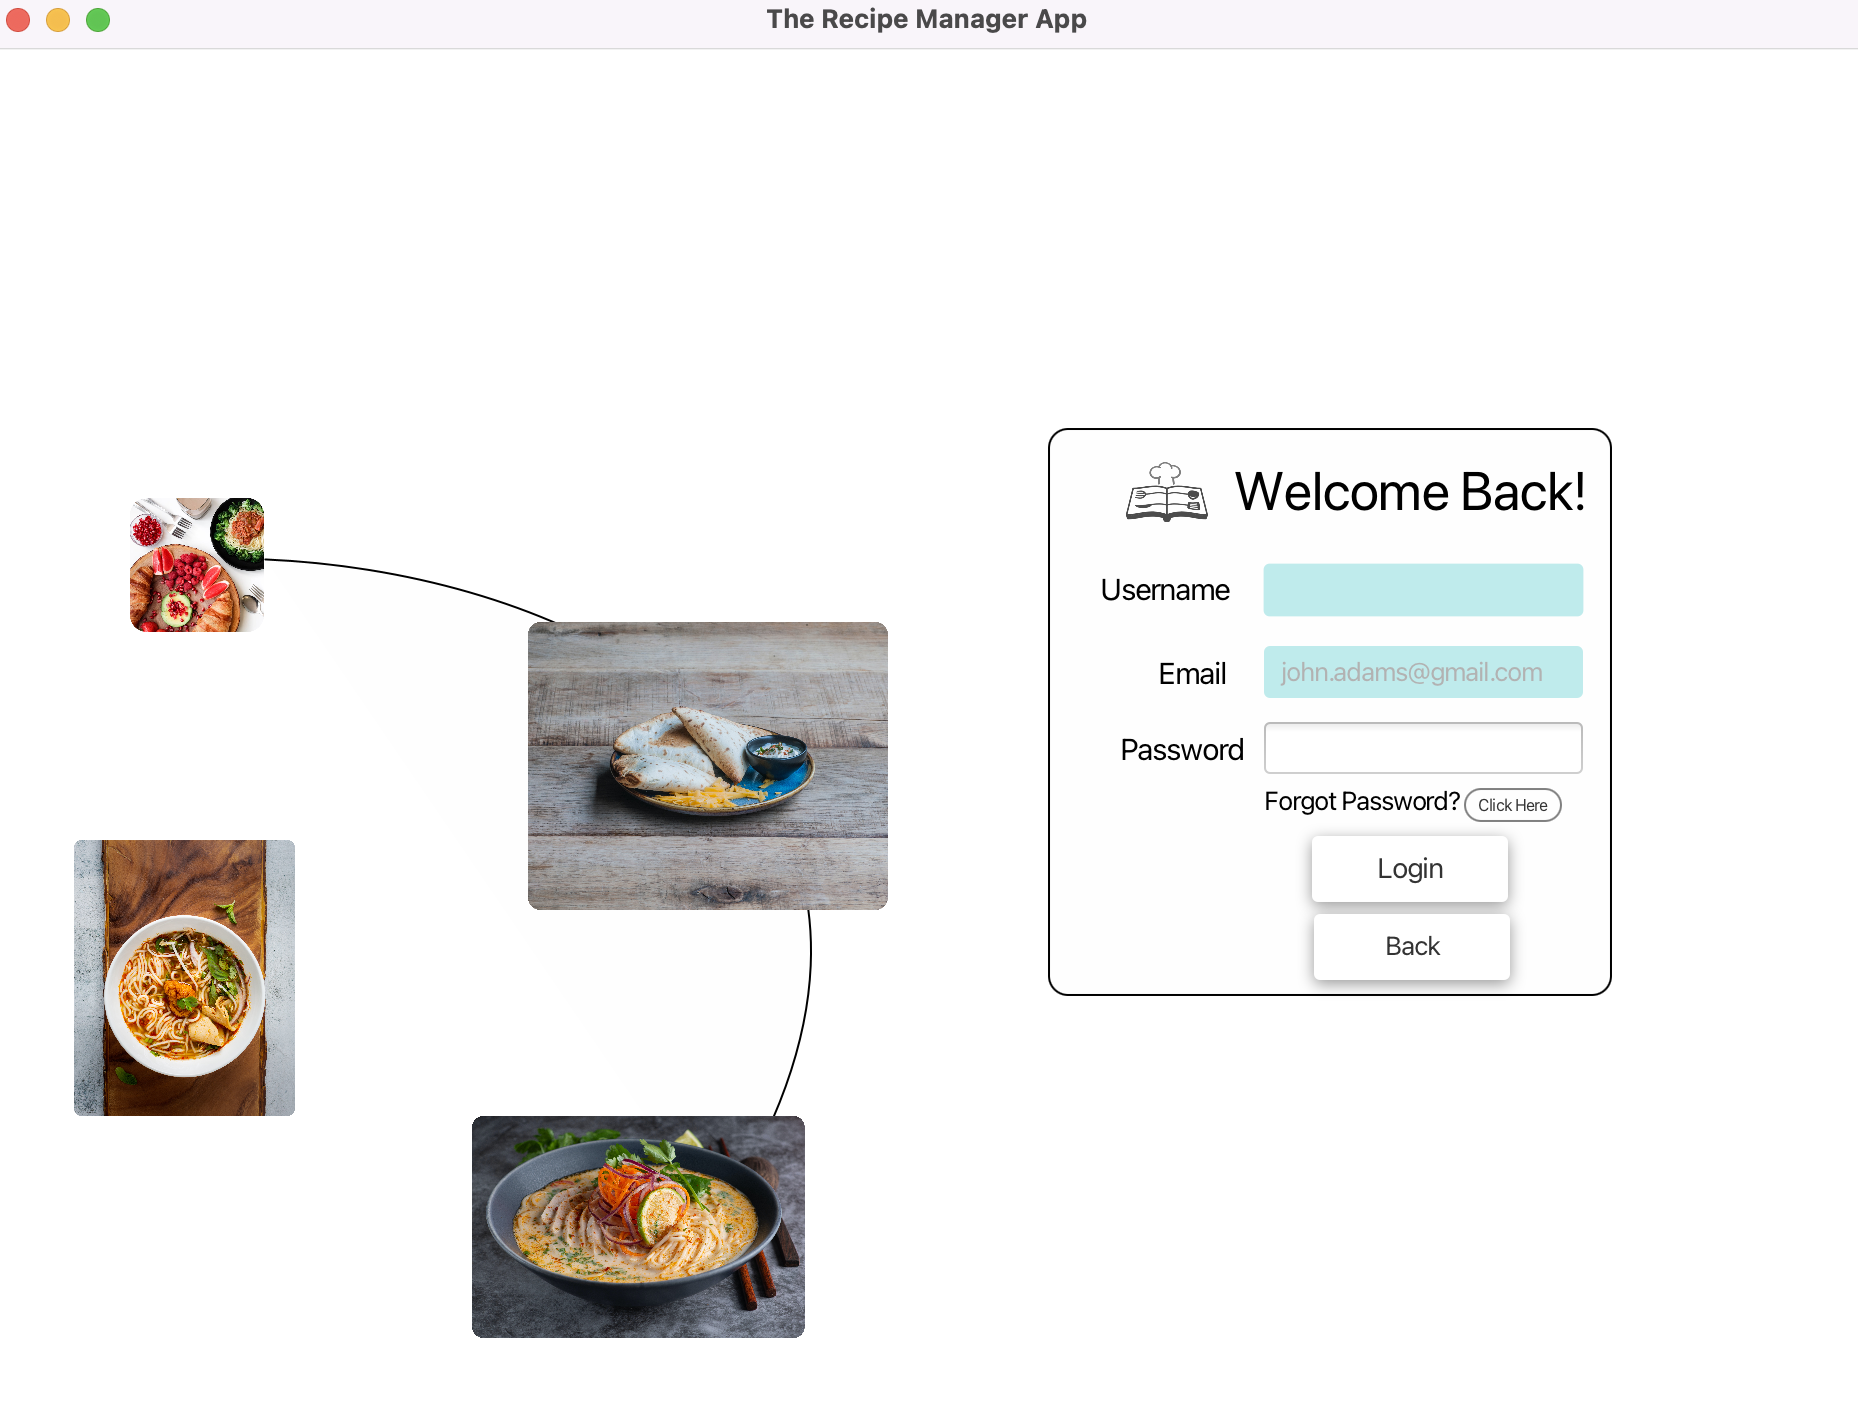 The Recipe Manager App
Welcome Back!
Username
Email john.adams@gmail.com
Password
Forgot Password? Click Here
Login
Back